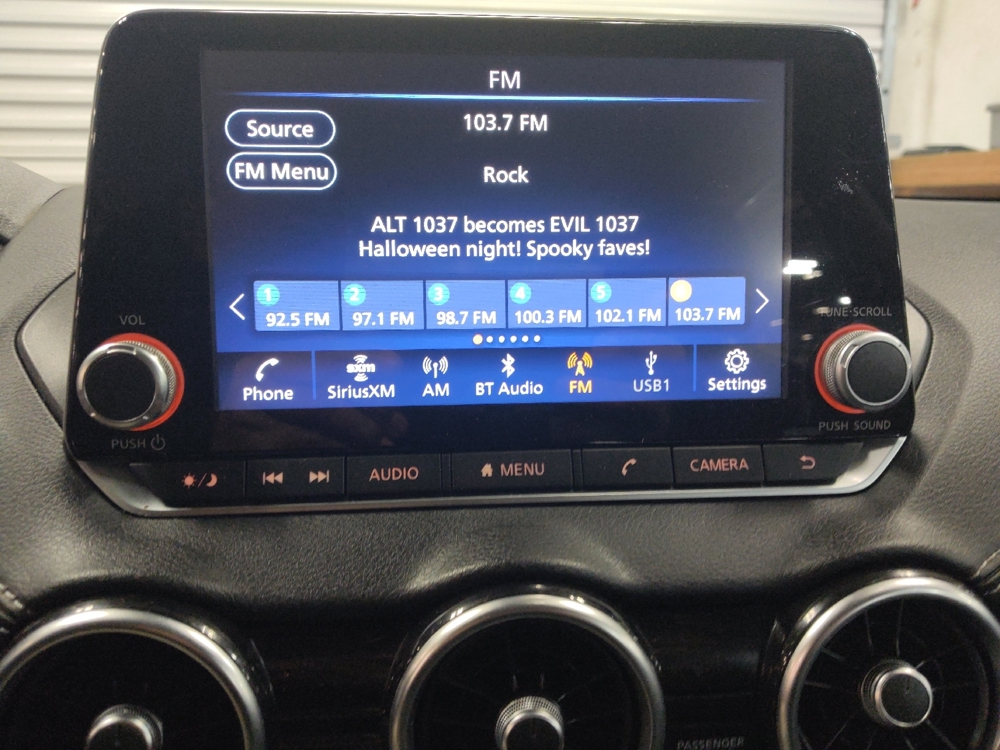 FM
Source
103.7 FM
FM Menu
Rock
ALT 1037 becomes EVIL 1037
Halloween night! Spooky faves!
1 2 3 4 5
92.5 FM 97.1 FM 98.7 FM 100.3 FM 102.1 FM 103.7 FM
VOL
TUNE·SCROLL
sxm
Phone SiriusXM AM BT Audio FM USB1 Settings
PUSH
PUSH SOUND
AUDIO MENU CAMERA
PASSENGER